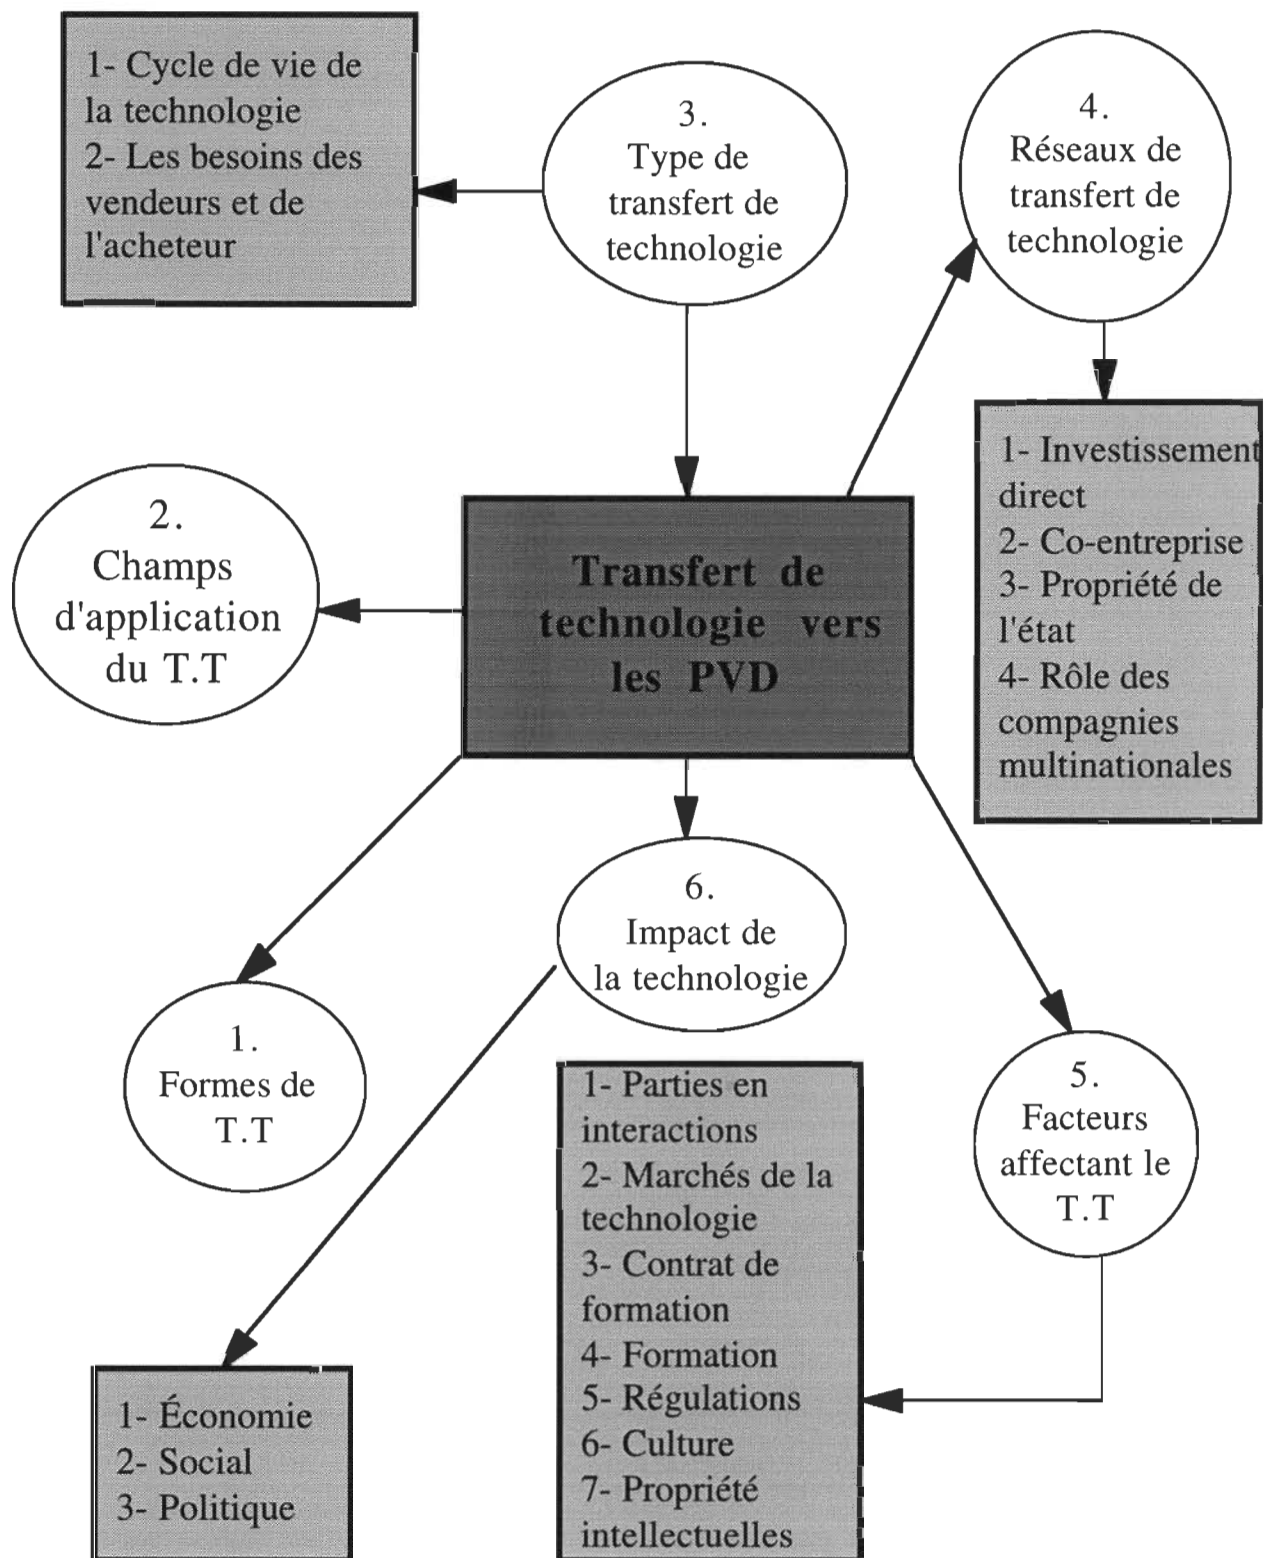 1- Cycle de vie de
la technologie
2- Les besoins des
vendeurs et de
l'acheteur
3.
Type de
transfert de
technologie
4.
Réseaux de
transfert de
technologie
1- Investissement
direct
2- Co-entreprise
3- Propriété de
l'état
4- Rôle des
compagnies
multinationales
2.
Champs
d'application
du T.T
Transfert de
technologie vers
les PVD
6.
Impact de
la technologie
1.
Formes de
T.T
5.
Facteurs
affectant le
T.T
1- Parties en
interactions
2- Marchés de la
technologie
3- Contrat de
formation
4- Formation
5- Régulations
6- Culture
7- Propriété
intellectuelles
1- Économie
2- Social
3- Politique